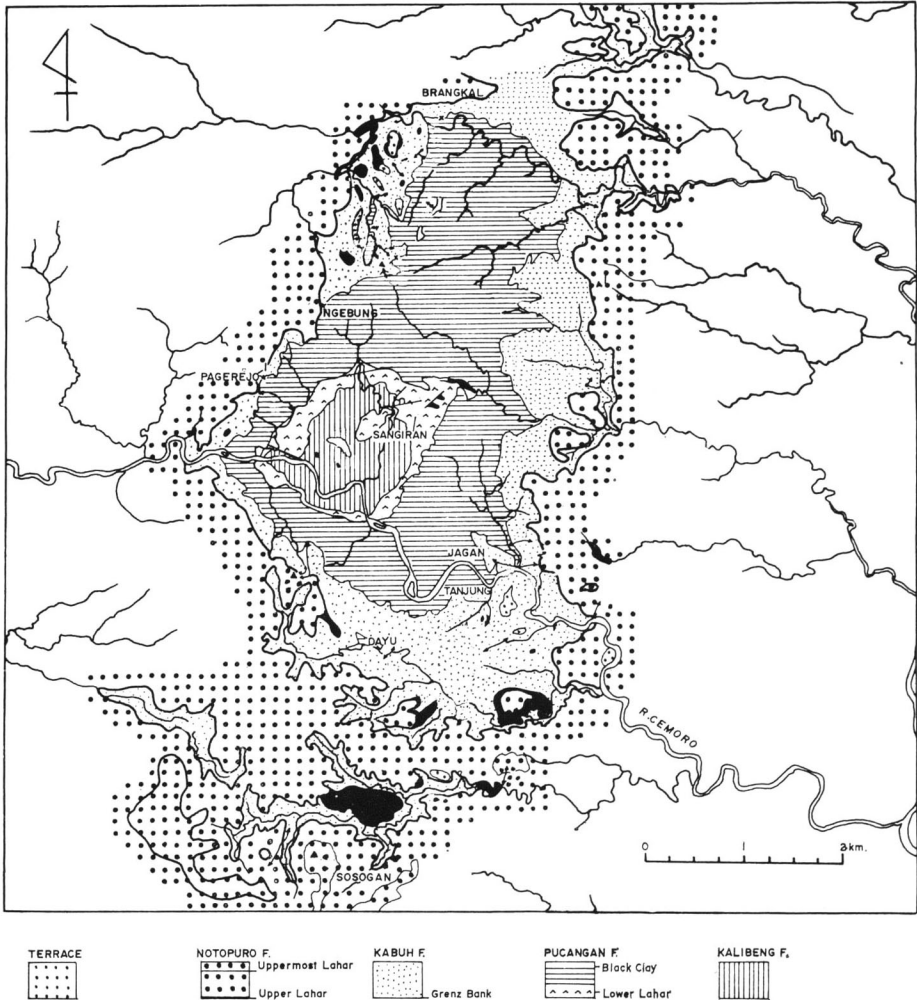 BRANGKAL
NGEBUNG
PAGEREJO
SANGIRAN
JAGAN
TANJUNG
DAYU
R. CEMORO
0 1 2km.
SOSOGAN
TERRACE NOTOPURO F. KABUH F. PUCANGAN F. KALIBENG F.
Uppermost Lahar Black Clay
Upper Lahar Grenz Bank Lower Lahar